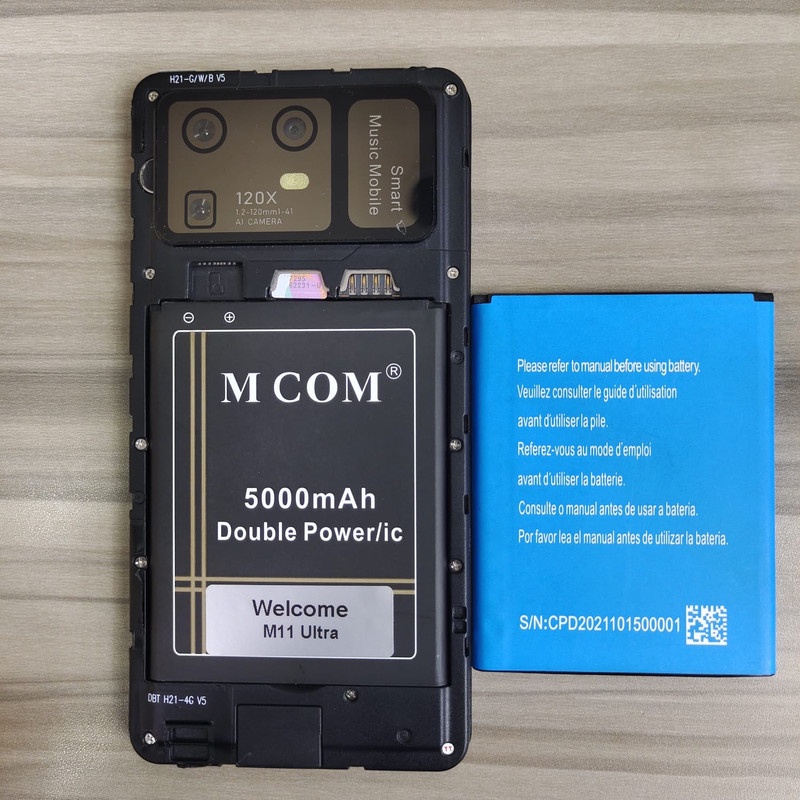 H21-G/W/B V5
120X
1.2-120mm1-41
AI CAMERA
Smart
Music Mobile
7295
62231-U
⊖ ⊕
M COM®
5000mAh
Double Power/ic
Welcome
M11 Ultra
DBT H21-4G V5
Please refer to manual before using battery.
Veuillez consulter le guide d'utilisation
avant d'utiliser la pile.
Referez-vous au mode d'emploi
avant d'utiliser la batterie.
Consulte o manual antes de usar a bateria.
Por favor lea el manual antes de utilizar la bateria.
S/N:CPD2021101500001